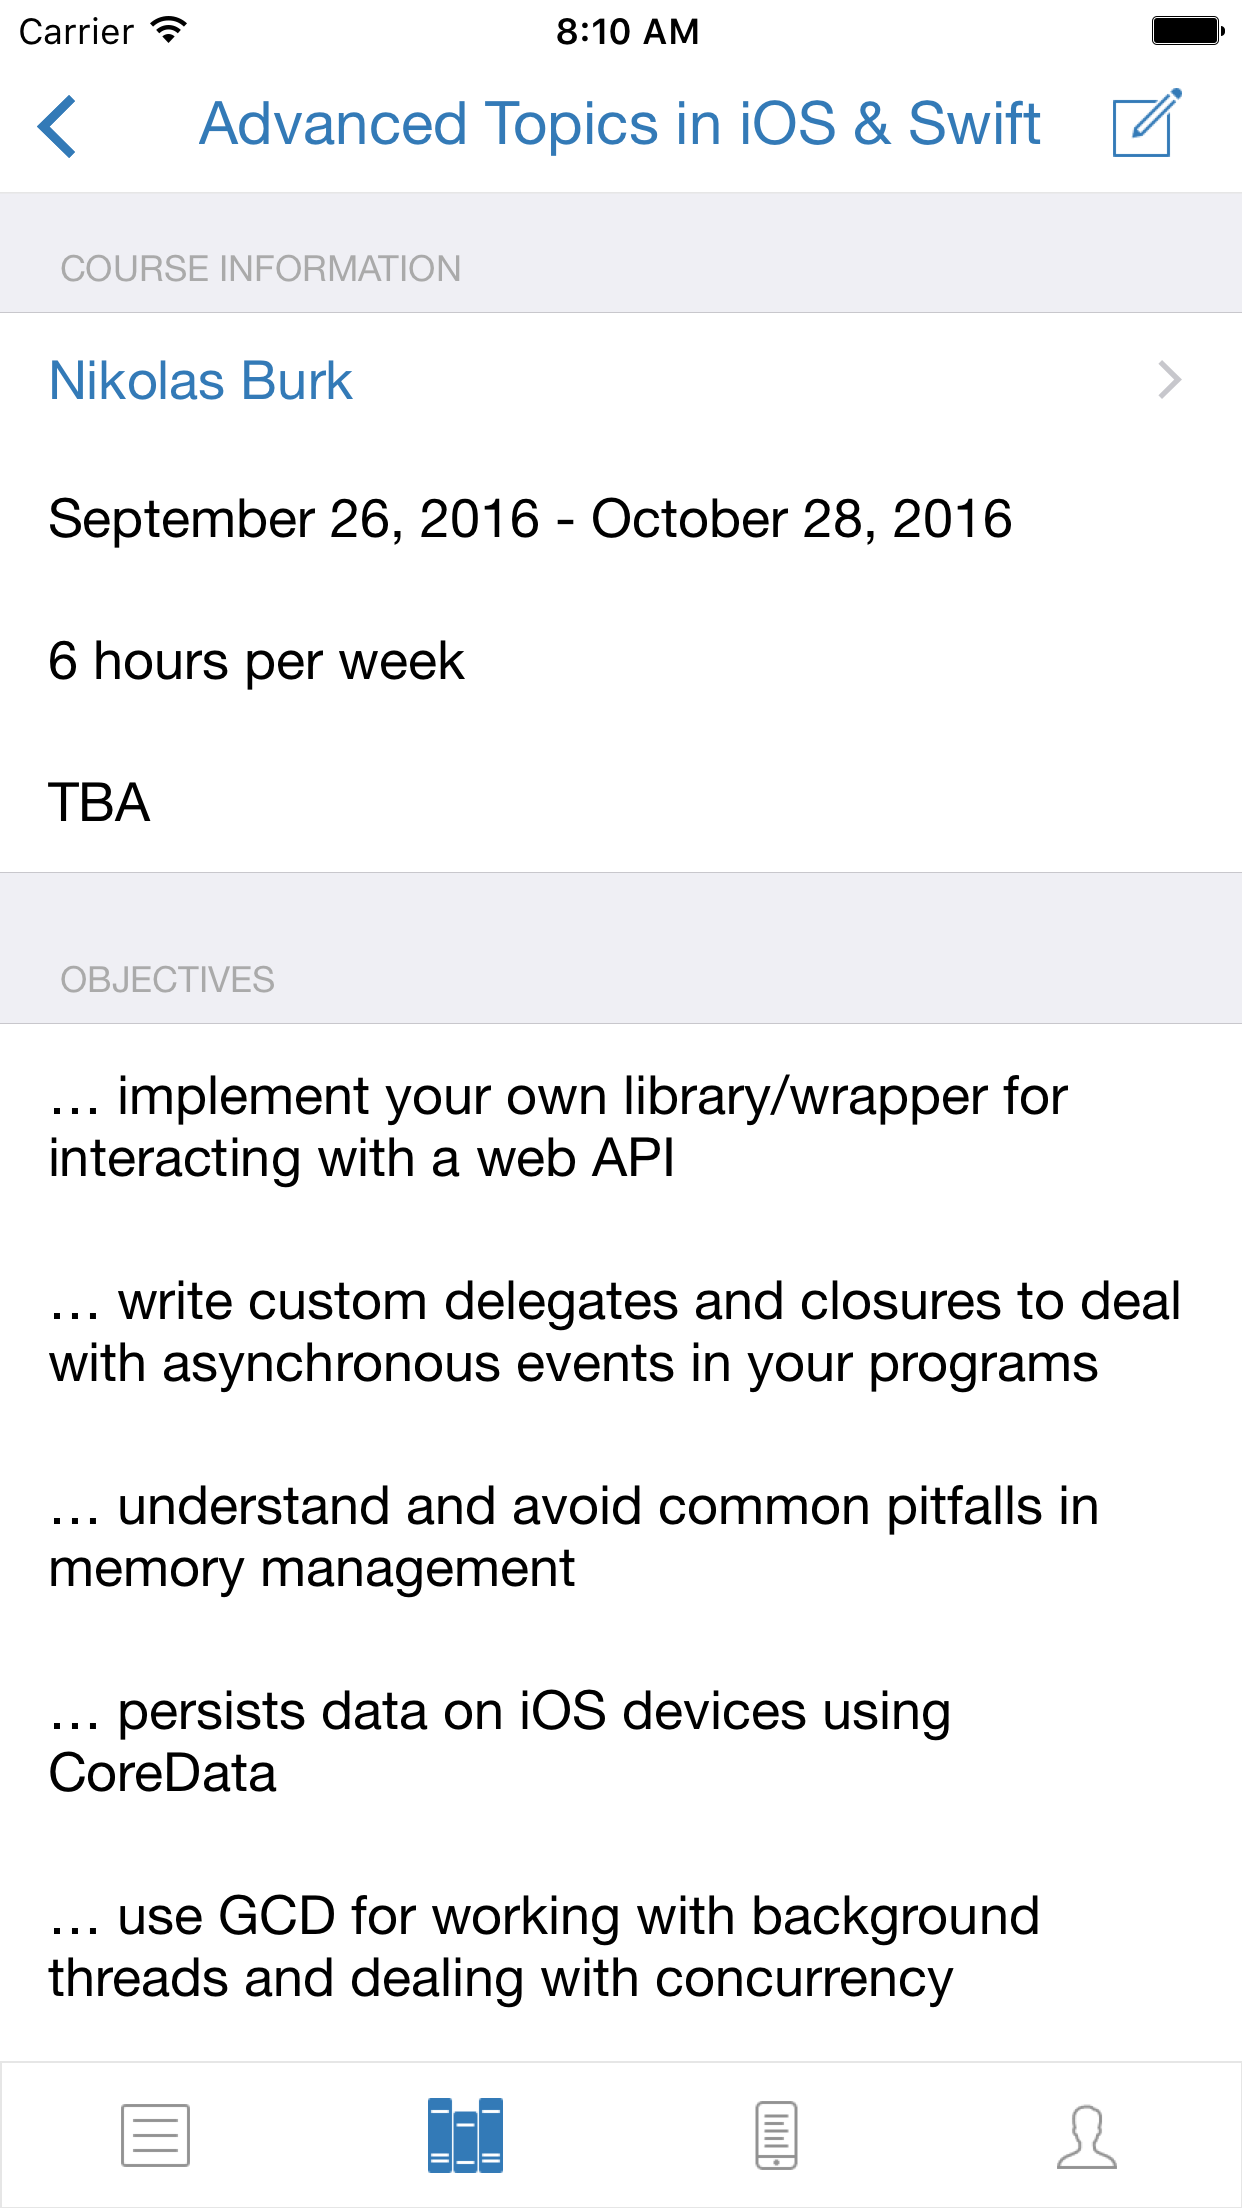 Carrier 8:10 AM
Advanced Topics in iOS & Swift
COURSE INFORMATION
Nikolas Burk
September 26, 2016 - October 28, 2016
6 hours per week
TBA
OBJECTIVES
… implement your own library/wrapper for
interacting with a web API
… write custom delegates and closures to deal
with asynchronous events in your programs
… understand and avoid common pitfalls in
memory management
… persists data on iOS devices using
CoreData
… use GCD for working with background
threads and dealing with concurrency